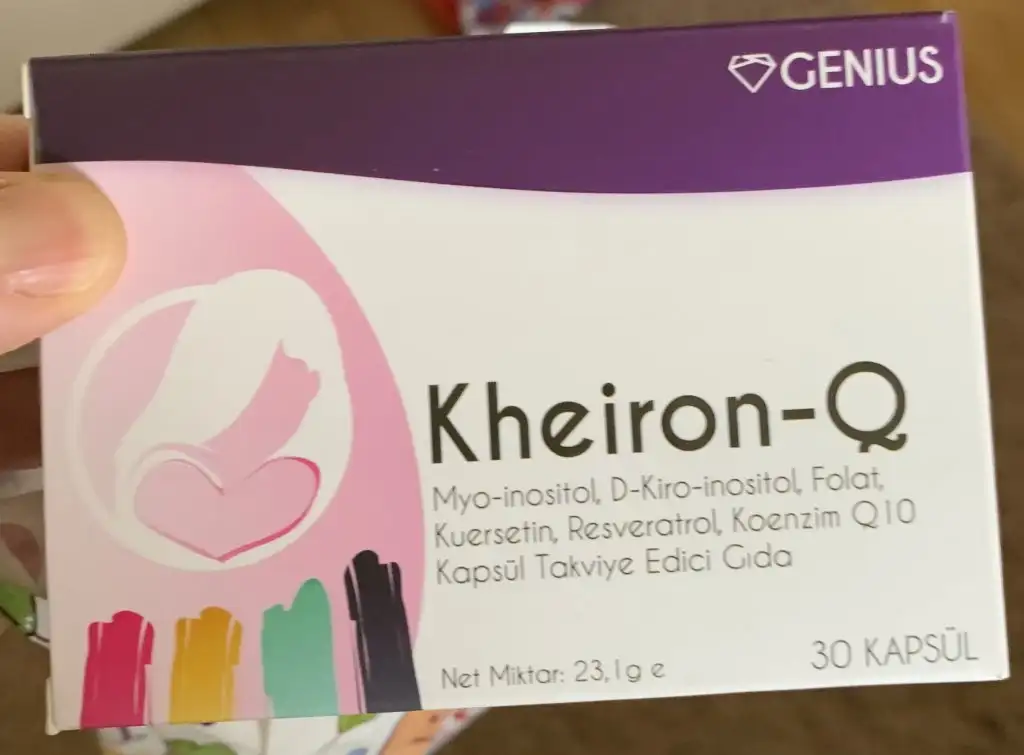 GENIUS
Kheiron-Q
Myo-inositol, D-Kiro-inositol, Folat,
Kuersetin, Resveratrol, Koenzim Q10
Kapsül Takviye Edici Gıda
Net Miktar: 23,1g e
30 KAPSÜL